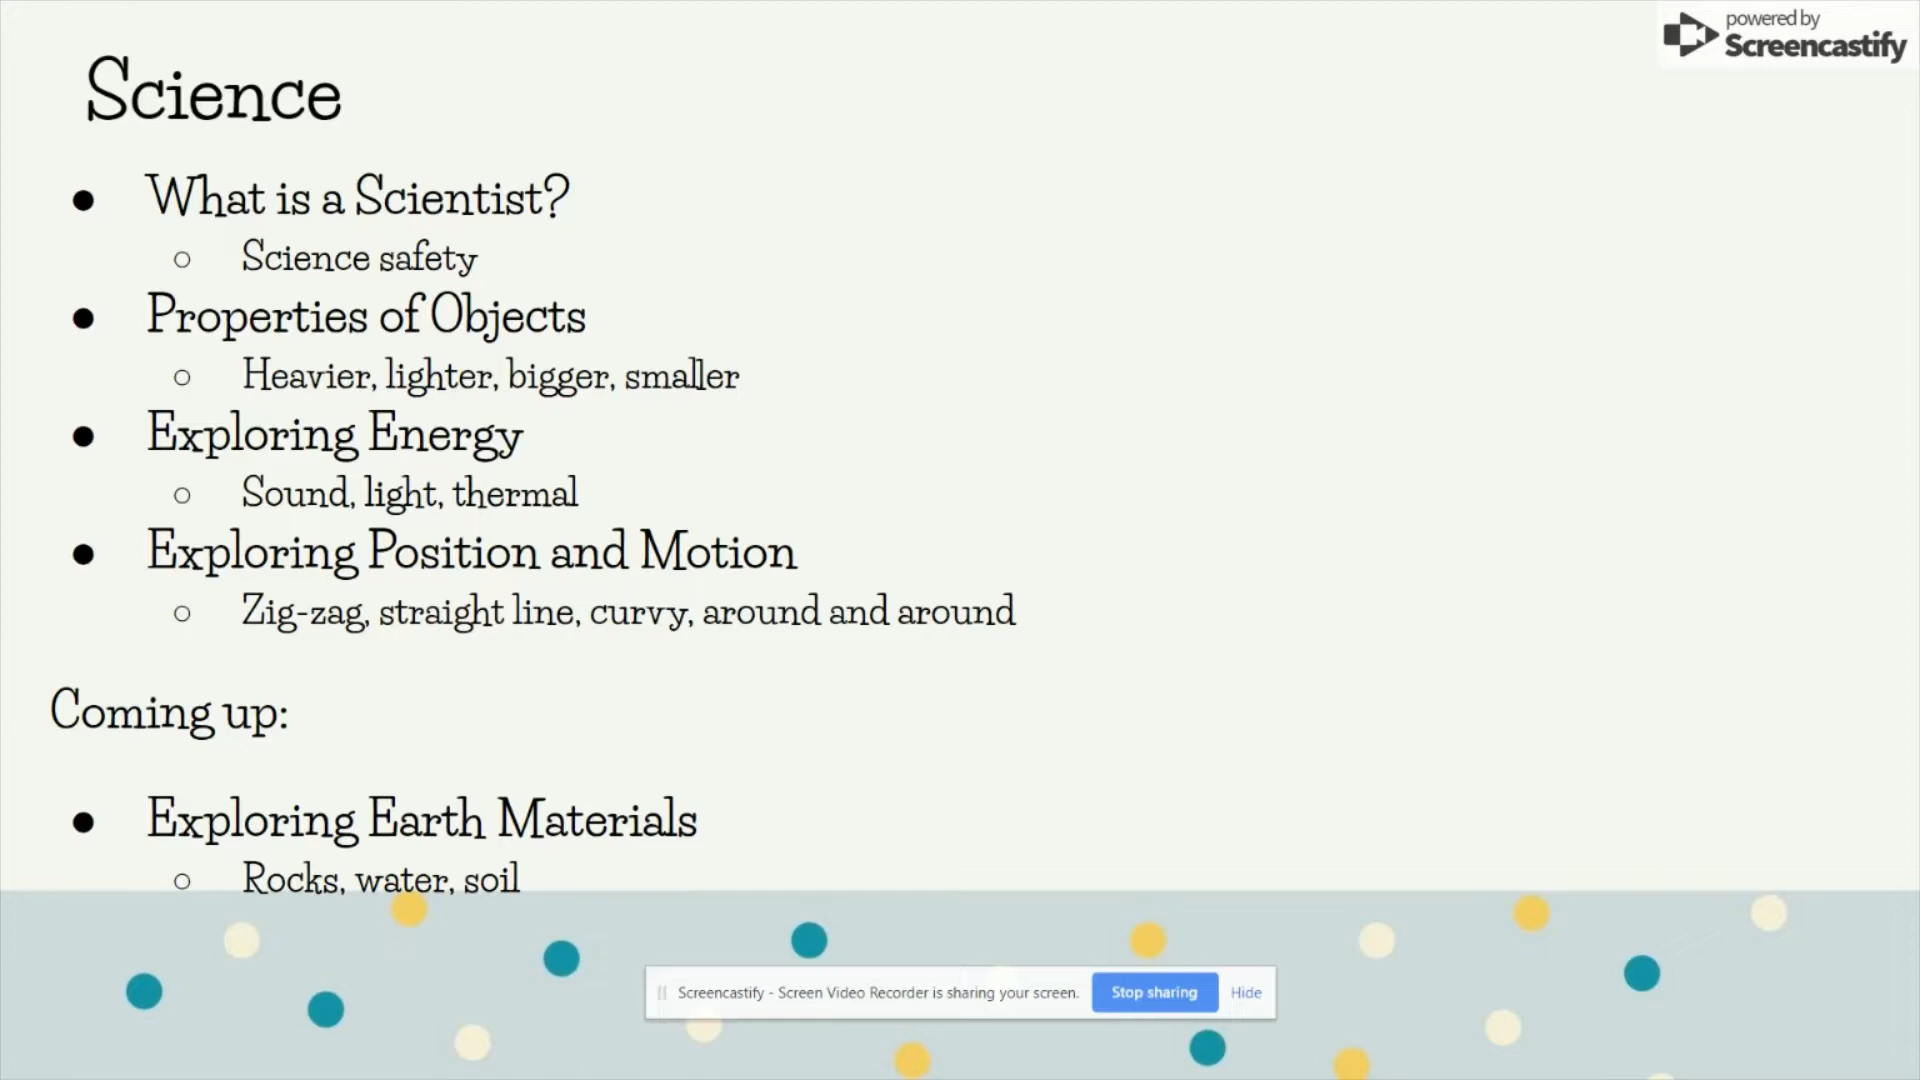 powered by
Screencastify
Science
● What is a Scientist?
○ Science safety
● Properties of Objects
○ Heavier, lighter, bigger, smaller
● Exploring Energy
○ Sound, light, thermal
● Exploring Position and Motion
○ Zig-zag, straight line, curvy, around and around
Coming up:
● Exploring Earth Materials
○ Rocks, water, soil
Screencastify - Screen Video Recorder is sharing your screen. Stop sharing Hide